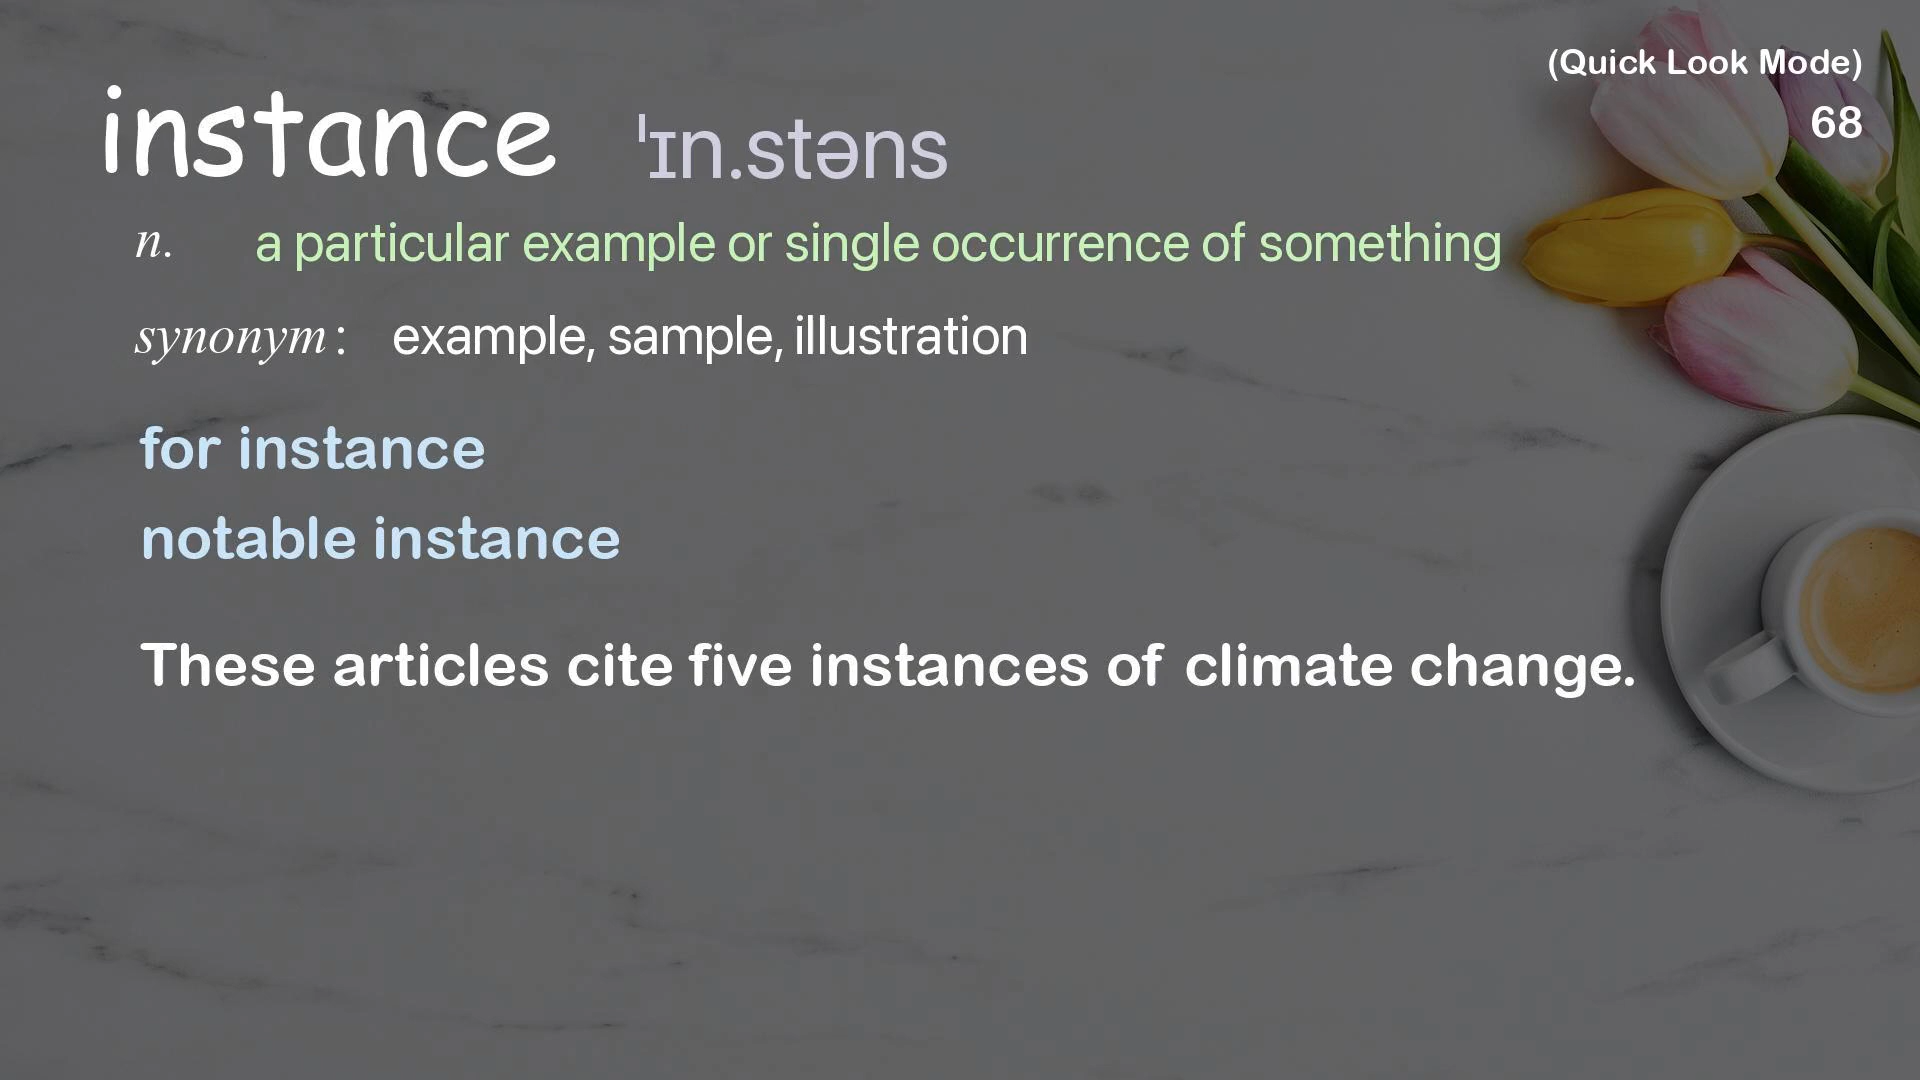 (Quick Look Mode)
68
instance ˈɪn.stəns
n. a particular example or single occurrence of something
synonym : example, sample, illustration
for instance
notable instance
These articles cite five instances of climate change.